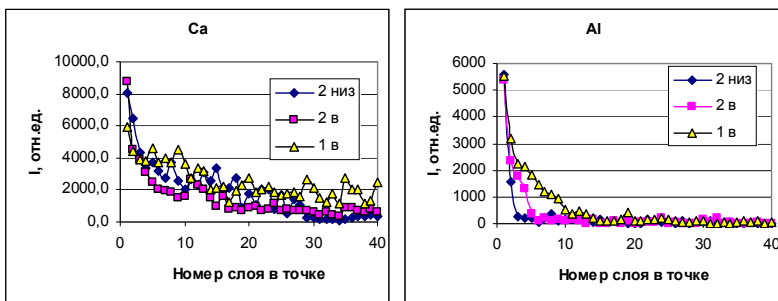 Ca
10000,0
8000,0
6000,0
4000,0
2000,0
0,0
I, отн.ед.
2 низ
2 в
1 в
0 10 20 30 40
Номер слоя в точке
Al
6000
5000
4000
3000
2000
1000
0
I, отн.ед.
2 низ
2 в
1 в
0 10 20 30 40
Номер слоя в точке